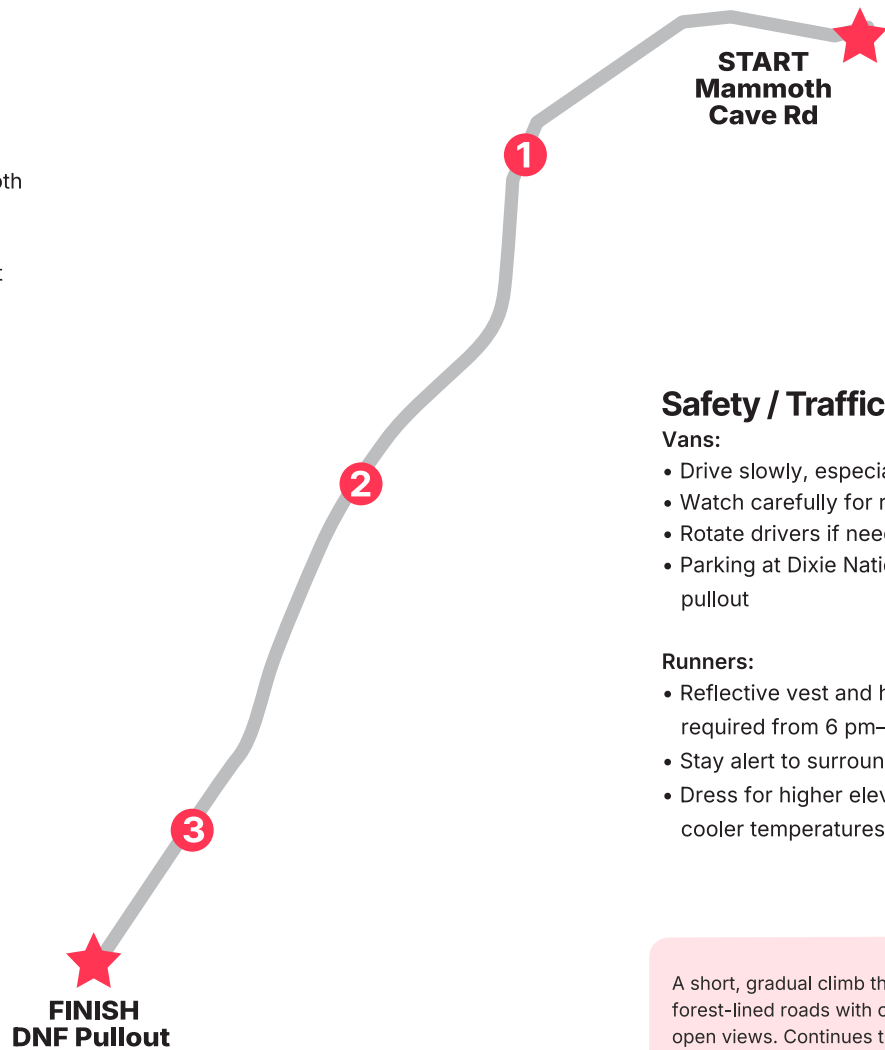 START
Mammoth
Cave Rd
1
2
3
FINISH
DNF Pullout
Safety / Traffic
Vans:
• Drive slowly, especia
• Watch carefully for
• Rotate drivers if nee
• Parking at Dixie Nati
pullout
Runners:
• Reflective vest and
required from 6 pm–
• Stay alert to surroun
• Dress for higher elev
cooler temperatures
A short, gradual climb th
forest-lined roads with
open views. Continues t